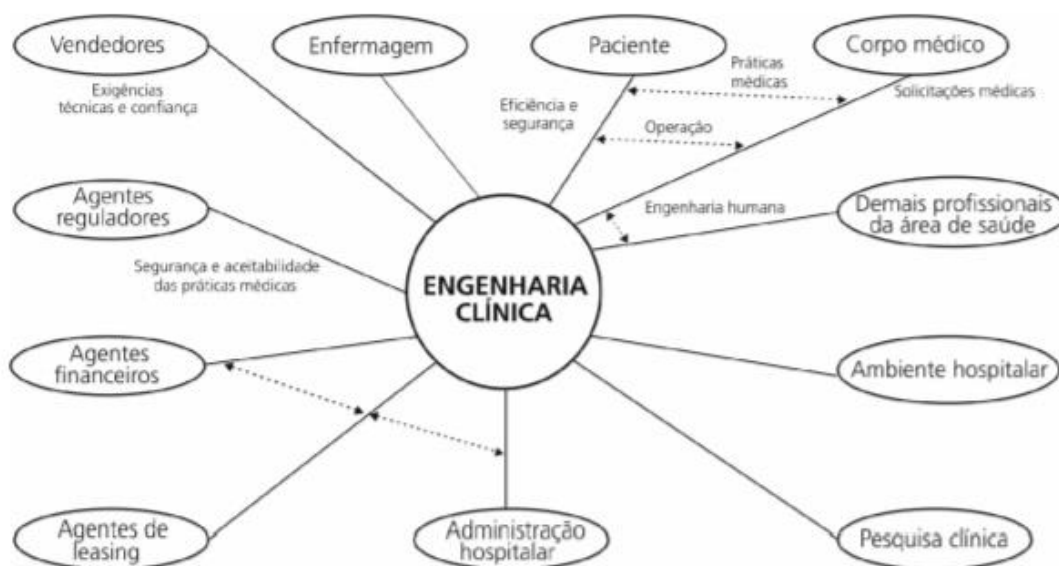 Vendedores
Enfermagem
Paciente
Corpo médico
Exigências
técnicas e confiança
Eficiência e
segurança
Práticas
médicas
Solicitações médicas
Operação
Agentes
reguladores
Engenharia humana
Demais profissionais
da área de saúde
Segurança e aceitabilidade
das práticas médicas
ENGENHARIA
CLÍNICA
Agentes
financeiros
Ambiente hospitalar
Agentes de
leasing
Administração
hospitalar
Pesquisa clínica